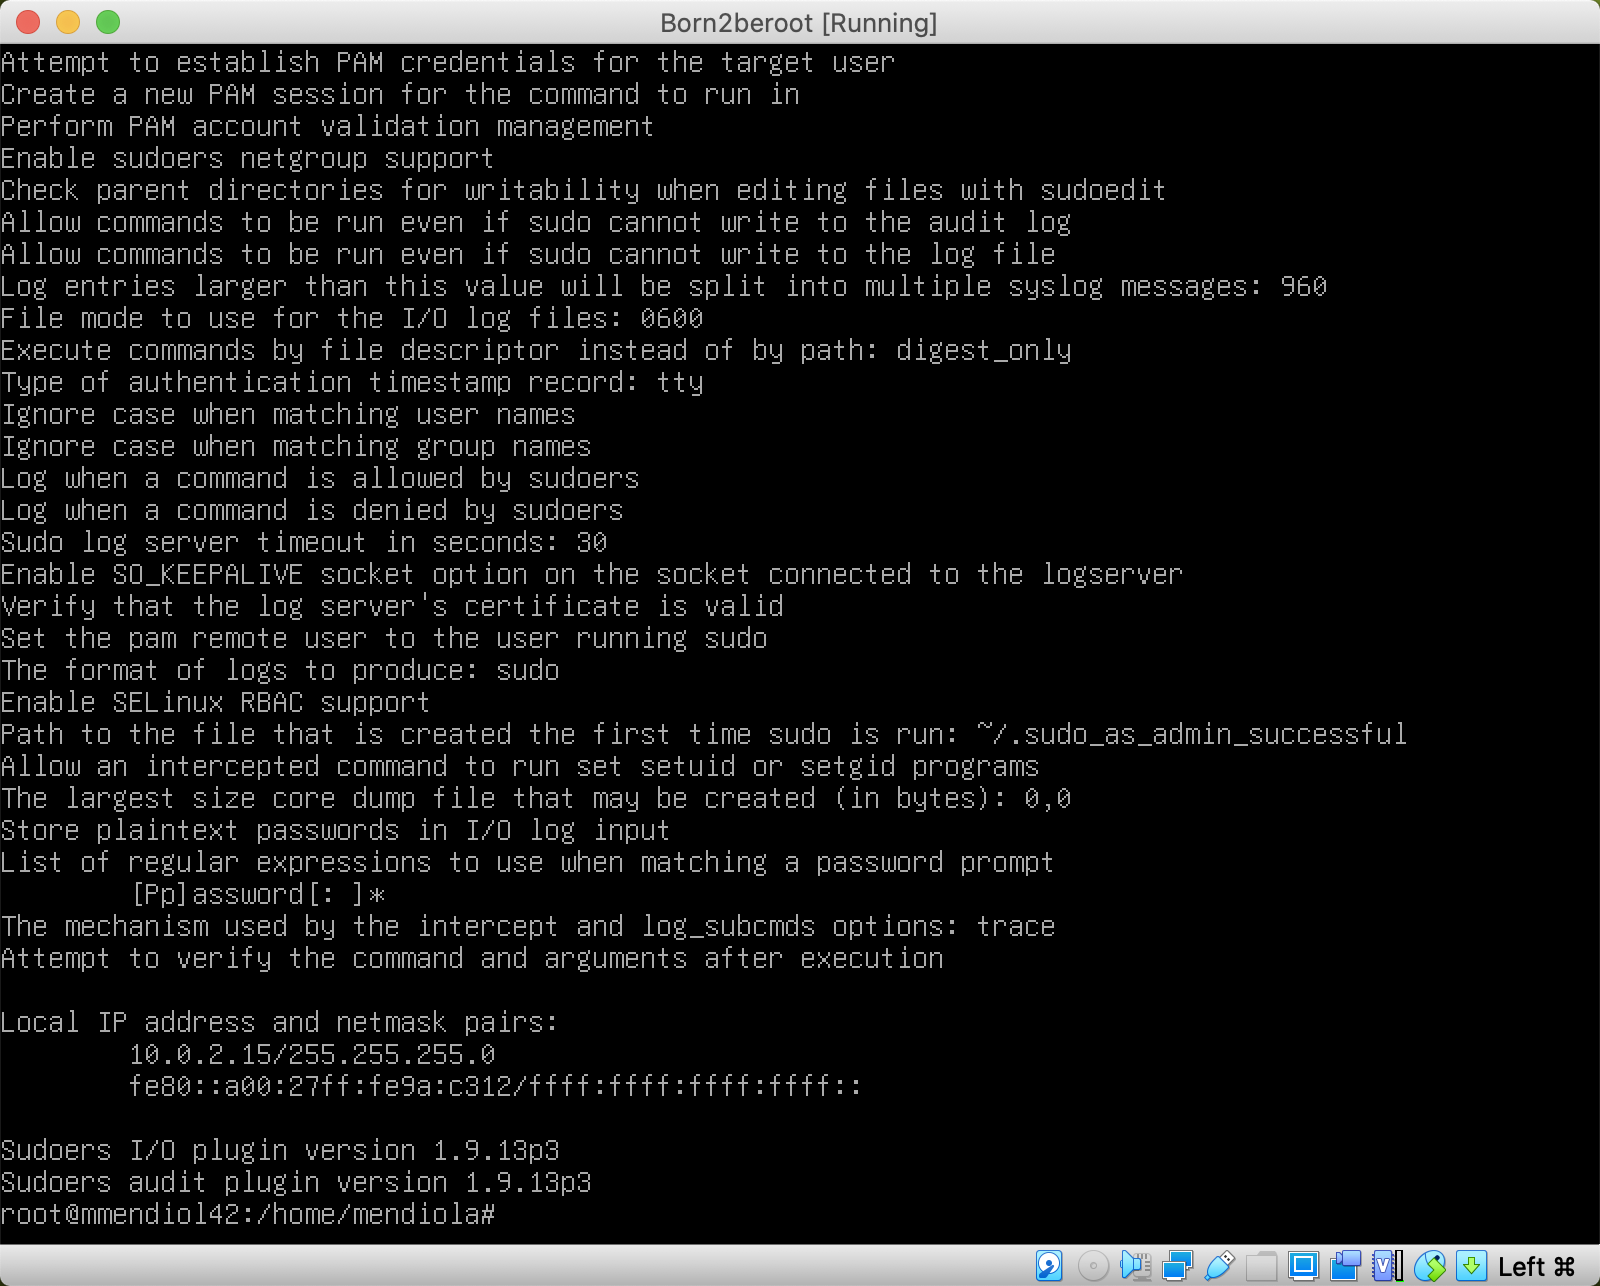 Born2beroot [Running]
Attempt to establish PAM credentials for the target user
Create a new PAM session for the command to run in
Perform PAM account validation management
Enable sudoers netgroup support
Check parent directories for writability when editing files with sudoedit
Allow commands to be run even if sudo cannot write to the audit log
Allow commands to be run even if sudo cannot write to the log file
Log entries larger than this value will be split into multiple syslog messages: 960
File mode to use for the I/O log files: 0600
Execute commands by file descriptor instead of by path: digest_only
Type of authentication timestamp record: tty
Ignore case when matching user names
Ignore case when matching group names
Log when a command is allowed by sudoers
Log when a command is denied by sudoers
Sudo log server timeout in seconds: 30
Enable SO_KEEPALIVE socket option on the socket connected to the logserver
Verify that the log server's certificate is valid
Set the pam remote user to the user running sudo
The format of logs to produce: sudo
Enable SELinux RBAC support
Path to the file that is created the first time sudo is run: ~/.sudo_as_admin_successful
Allow an intercepted command to run set setuid or setgid programs
The largest size core dump file that may be created (in bytes): 0,0
Store plaintext passwords in I/O log input
List of regular expressions to use when matching a password prompt
[Pp]assword[: ]*
The mechanism used by the intercept and log_subcmds options: trace
Attempt to verify the command and arguments after execution
Local IP address and netmask pairs:
10.0.2.15/255.255.255.0
fe80::a00:27ff:fe9a:c312/ffff:ffff:ffff:ffff::
Sudoers I/O plugin version 1.9.13p3
Sudoers audit plugin version 1.9.13p3
root@mmendiol42:/home/mendiola#
Left ⌘